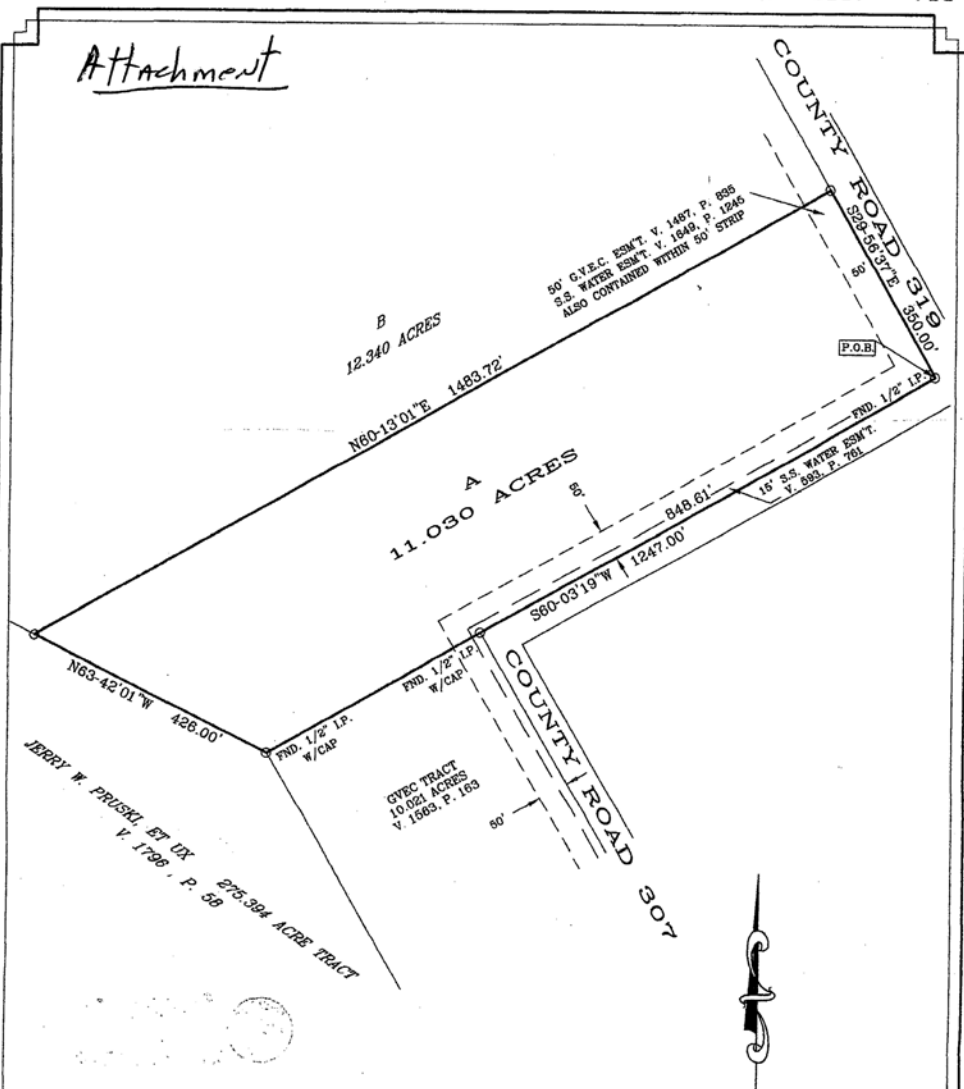 Attachment
COUNTY ROAD 319
S29-56'37"E 350.00'
50' G.V.E.C. ESM'T. V. 1487, P. 835
S.S. WATER ESM'T. V. 1649, P. 1245
ALSO CONTAINED WITHIN 50' STRIP
50'
B
12.340 ACRES
P.O.B.
N60-13'01"E 1483.72'
FND. 1/2" I.P.
A
11.030 ACRES
15' S.S. WATER ESM'T.
V. 593, P. 761
50'
848.61'
S60-03'19"W 1247.00'
N63-42'01"W 426.00'
FND. 1/2" I.P.
W/CAP
FND. 1/2" I.P.
W/CAP
COUNTY ROAD 307
GVEC TRACT
10.021 ACRES
V. 1563, P. 163
50'
JERRY W. PRUSKI, ET UX 275.394 ACRE TRACT
V. 1796 , P. 58